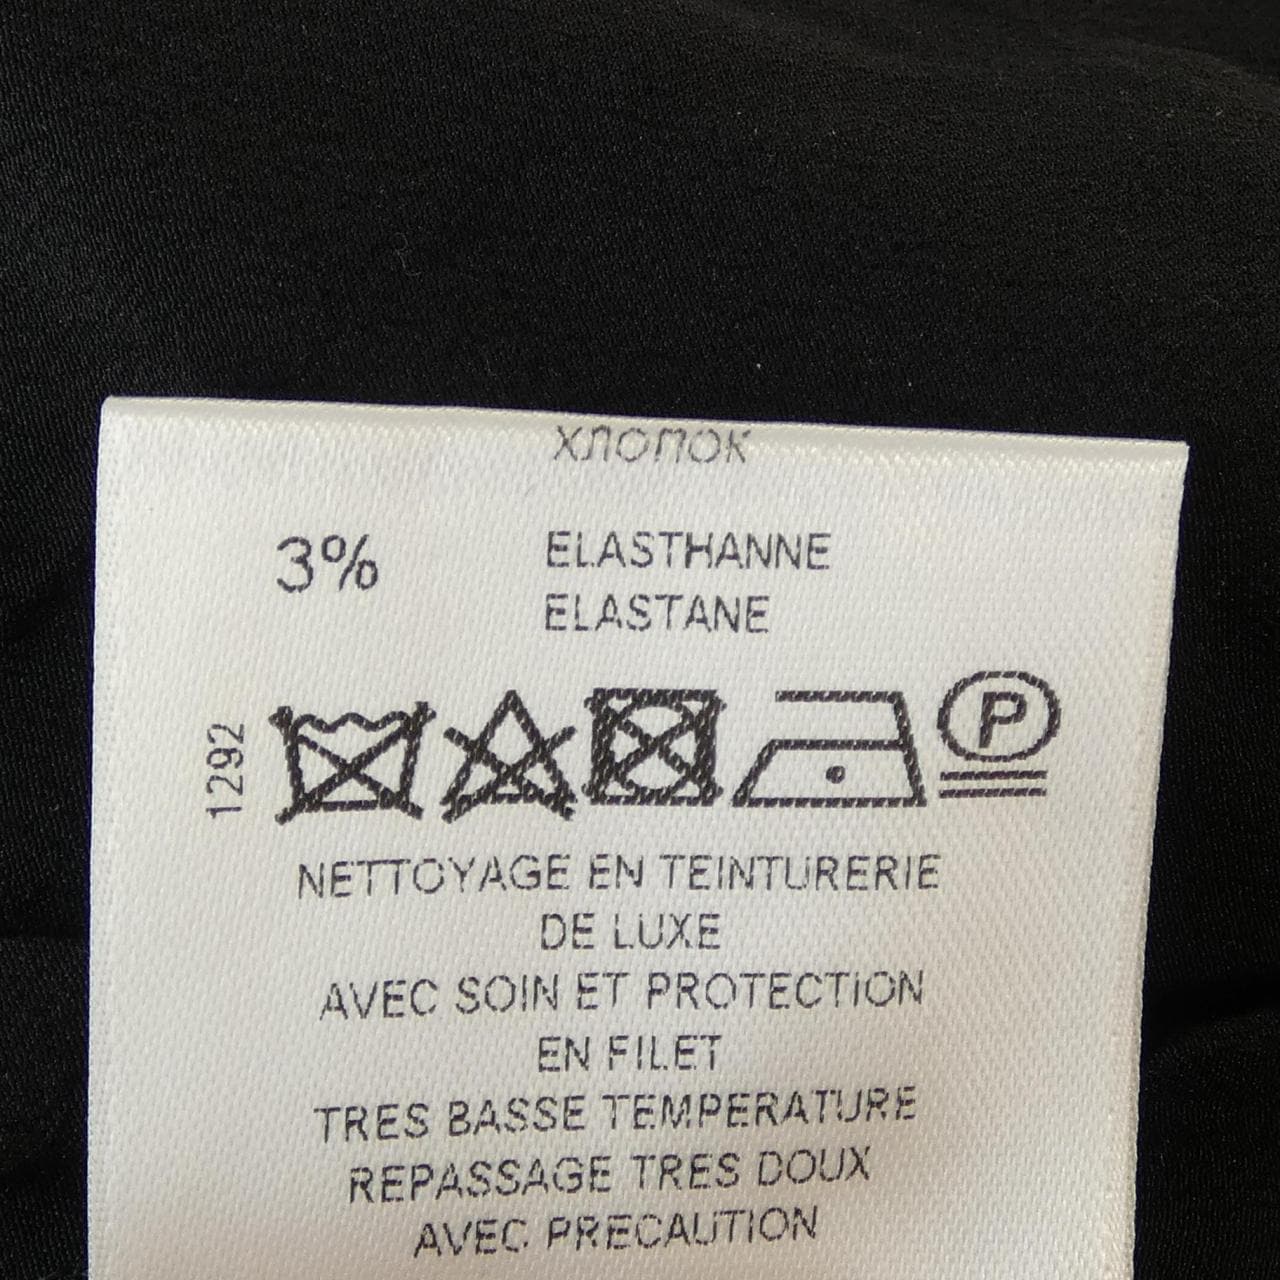 ХЛОПОК
3% ELASTHANNE
ELASTANE
1292
P
NETTOYAGE EN TEINTURERIE
DE LUXE
AVEC SOIN ET PROTECTION
EN FILET
TRES BASSE TEMPERATURE
REPASSAGE TRES DOUX
AVEC PRECAUTION